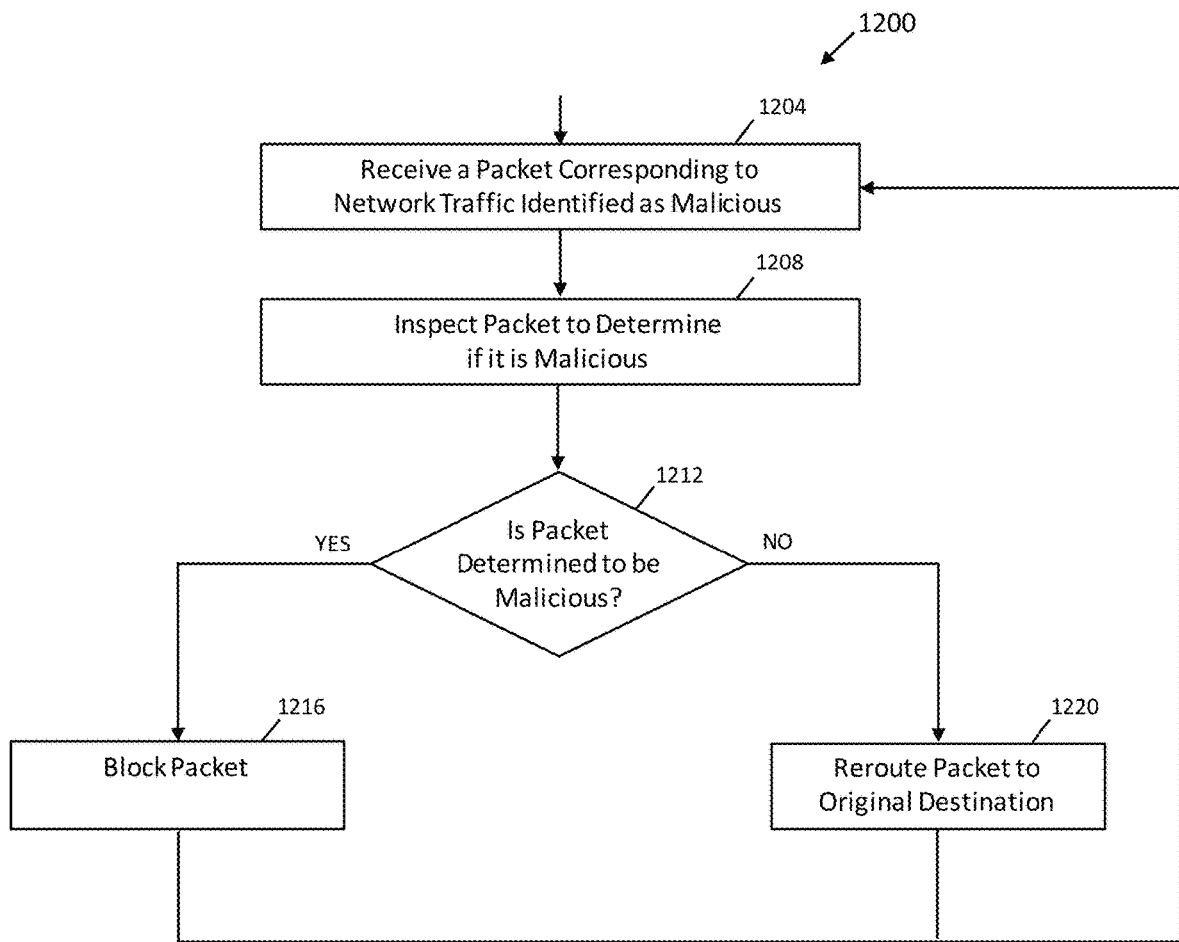 1200
1204
Receive a Packet Corresponding to
Network Traffic Identified as Malicious
1208
Inspect Packet to Determine
if it is Malicious
1212
Is Packet
Determined to be
Malicious?
YES
NO
1216
Block Packet
1220
Reroute Packet to
Original Destination